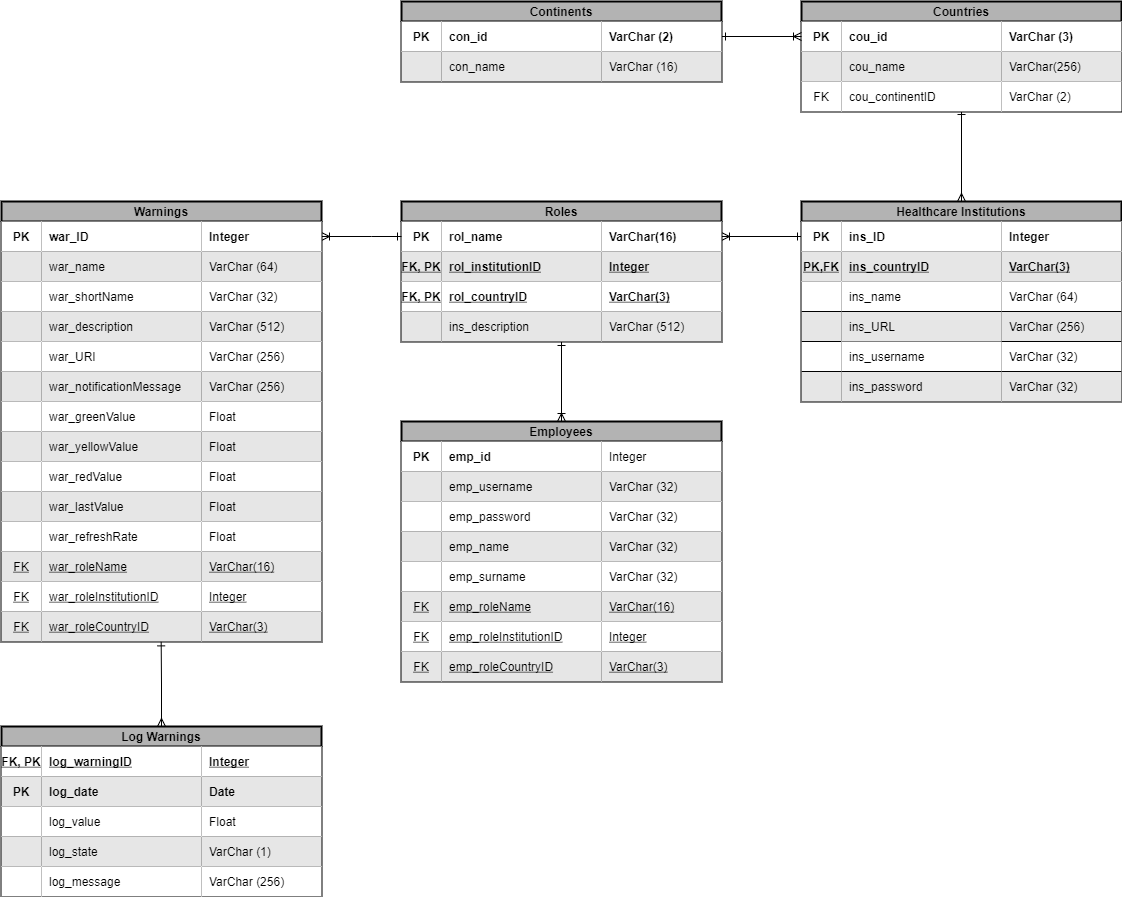 Continents
PK con_id VarChar (2)
con_name VarChar (16)
Countries
PK cou_id VarChar (3)
cou_name VarChar(256)
FK cou_continentID VarChar (2)
Warnings
PK war_ID Integer
war_name VarChar (64)
war_shortName VarChar (32)
war_description VarChar (512)
war_URI VarChar (256)
war_notificationMessage VarChar (256)
war_greenValue Float
war_yellowValue Float
war_redValue Float
war_lastValue Float
war_refreshRate Float
FK war_roleName VarChar(16)
FK war_roleInstitutionID Integer
FK war_roleCountryID VarChar(3)
Roles
PK rol_name VarChar(16)
FK, PK rol_institutionID Integer
FK, PK rol_countryID VarChar(3)
ins_description VarChar (512)
Healthcare Institutions
PK ins_ID Integer
PK,FK ins_countryID VarChar(3)
ins_name VarChar (64)
ins_URL VarChar (256)
ins_username VarChar (32)
ins_password VarChar (32)
Employees
PK emp_id Integer
emp_username VarChar (32)
emp_password VarChar (32)
emp_name VarChar (32)
emp_surname VarChar (32)
FK emp_roleName VarChar(16)
FK emp_roleInstitutionID Integer
FK emp_roleCountryID VarChar(3)
Log Warnings
FK, PK log_warningID Integer
PK log_date Date
log_value Float
log_state VarChar (1)
log_message VarChar (256)